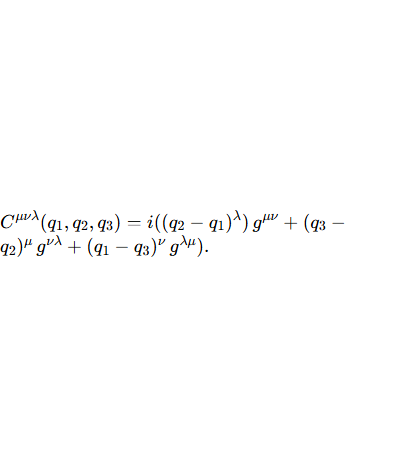 C^{μνλ}(q_1, q_2, q_3) = i((q_2 − q_1)^λ) g^{μν} + (q_3 −
q_2)^μ g^{νλ} + (q_1 − q_3)^ν g^{λμ}).